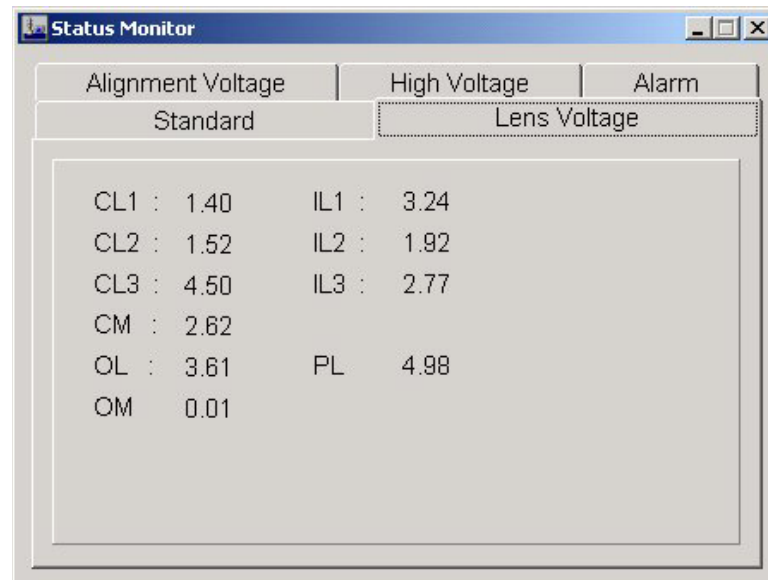 Status Monitor
Alignment Voltage High Voltage Alarm
Standard Lens Voltage
CL1 : 1.40 IL1 : 3.24
CL2 : 1.52 IL2 : 1.92
CL3 : 4.50 IL3 : 2.77
CM : 2.62
OL : 3.61 PL 4.98
OM 0.01